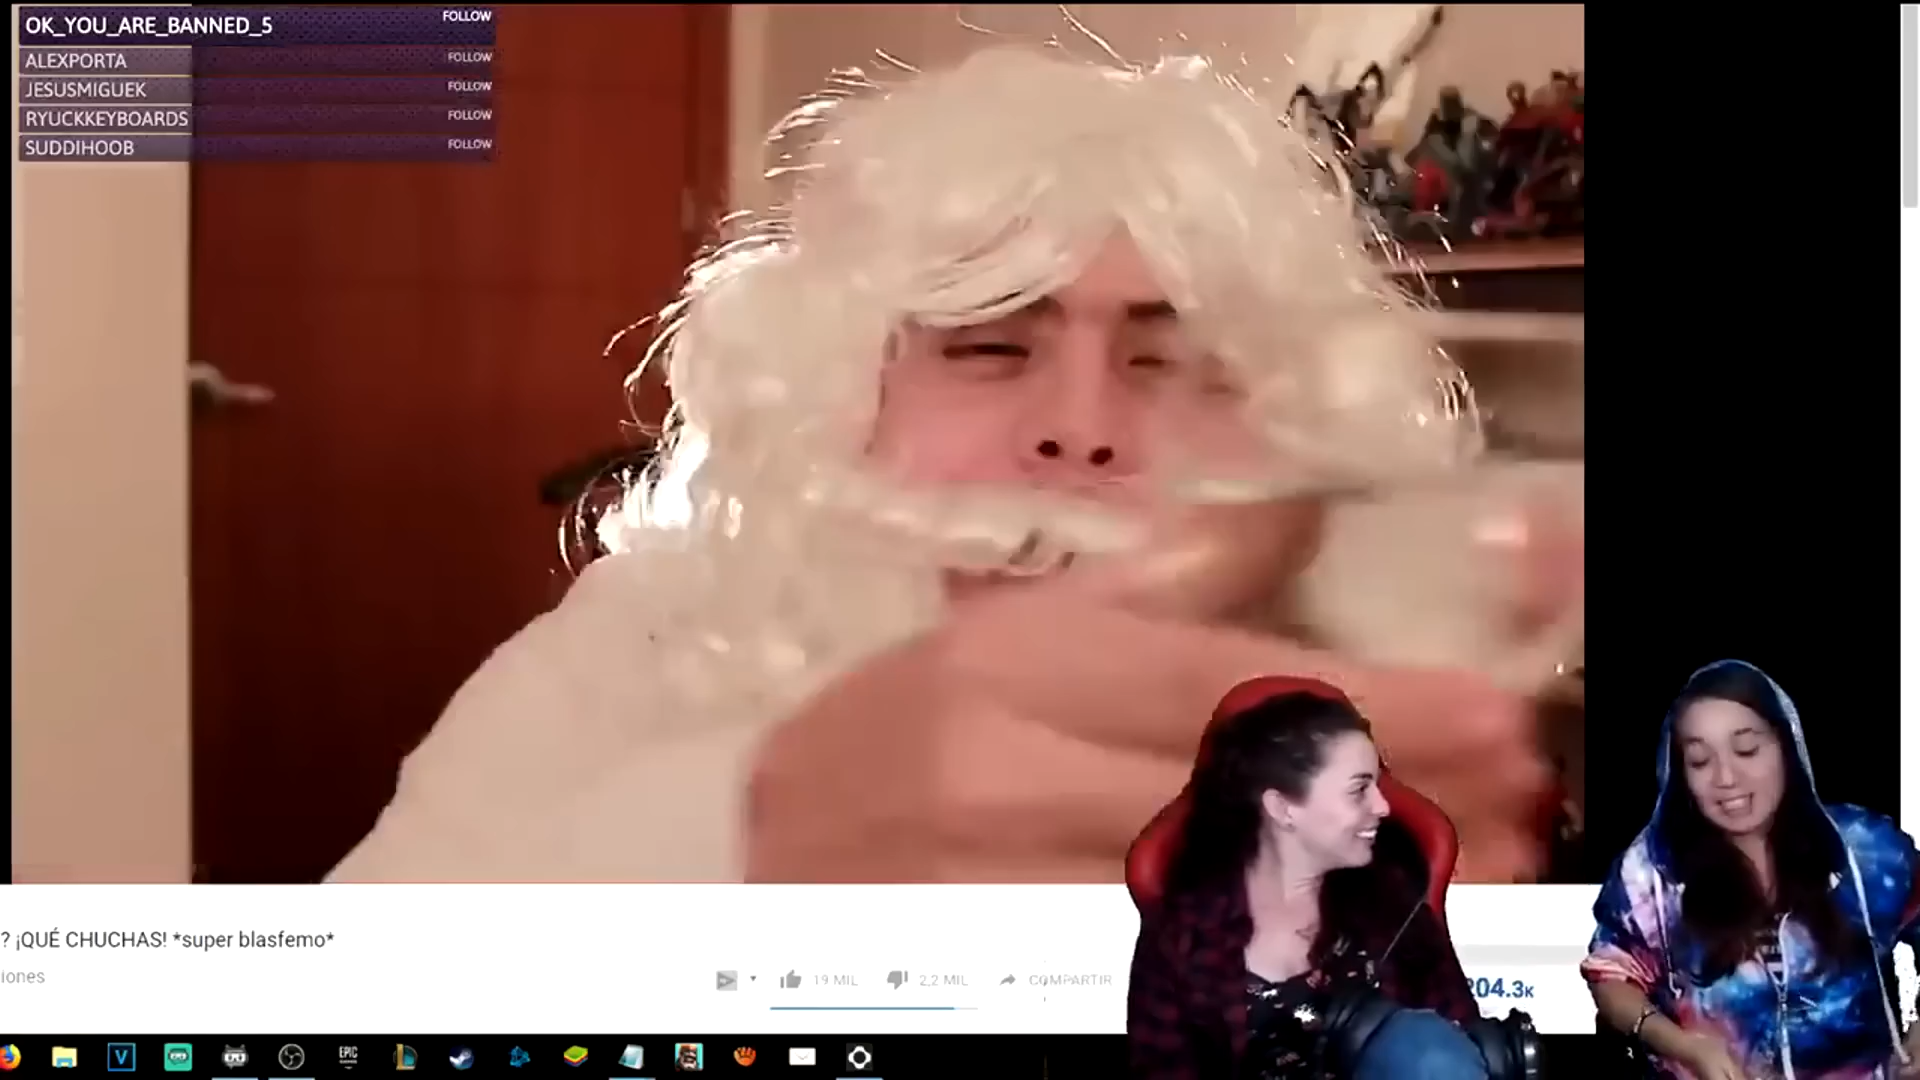 OK_YOU_ARE_BANNED_5 FOLLOW
ALEXPORTA FOLLOW
JESUSMIGUEK FOLLOW
RYUCKKEYBOARDS FOLLOW
SUDDIHOOB FOLLOW
? ¡QUÉ CHUCHAS! *super blasfemo*
iones
19 MIL 2,2 MIL COMPARTIR
204.3K
V EPIC